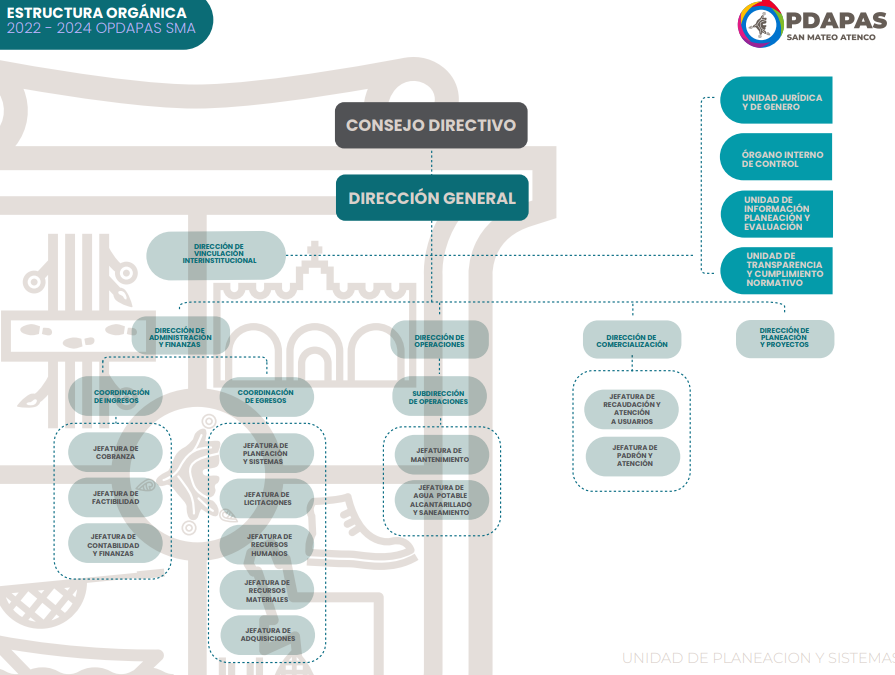 ESTRUCTURA ORGÁNICA
2022 - 2024 OPDAPAS SMA
PDAPAS
SAN MATEO ATENCO
CONSEJO DIRECTIVO
DIRECCIÓN GENERAL
UNIDAD JURÍDICA
Y DE GENERO
ÓRGANO INTERNO
DE CONTROL
UNIDAD DE
INFORMACIÓN
PLANEACIÓN Y
EVALUACIÓN
UNIDAD DE
TRANSPARENCIA
Y CUMPLIMIENTO
NORMATIVO
DIRECCIÓN DE
VINCULACIÓN
INTERINSTITUCIONAL
DIRECCIÓN DE
ADMINISTRACIÓN
Y FINANZAS
DIRECCIÓN DE
OPERACIONES
DIRECCIÓN DE
COMERCIALIZACIÓN
DIRECCIÓN DE
PLANEACIÓN
Y PROYECTOS
COORDINACIÓN
DE INGRESOS
COORDINACIÓN
DE EGRESOS
SUBDIRECCIÓN
DE OPERACIONES
JEFATURA DE
COBRANZA
JEFATURA DE
FACTIBILIDAD
JEFATURA DE
CONTABILIDAD
Y FINANZAS
JEFATURA DE
PLANEACIÓN
Y SISTEMAS
JEFATURA DE
LICITACIONES
JEFATURA DE
RECURSOS
HUMANOS
JEFATURA DE
RECURSOS
MATERIALES
JEFATURA DE
ADQUISICIONES
JEFATURA DE
MANTENIMIENTO
JEFATURA DE
AGUA POTABLE
ALCANTARILLADO
Y SANEAMIENTO
JEFATURA DE
RECAUDACIÓN Y
ATENCIÓN
A USUARIOS
JEFATURA DE
PADRÓN Y
ATENCIÓN
UNIDAD DE PLANEACION Y SISTEMAS